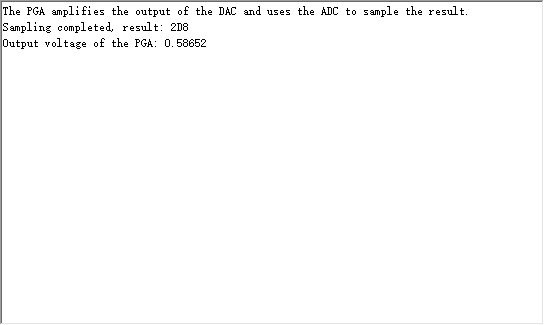 The PGA amplifies the output of the DAC and uses the ADC to sample the result.
Sampling completed, result: 2D8
Output voltage of the PGA: 0.58652